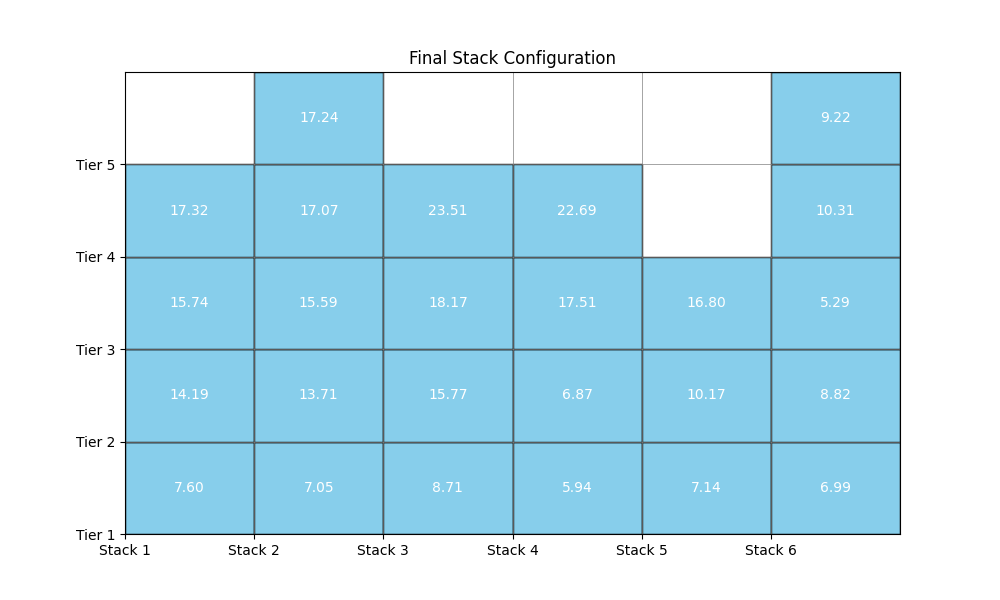 Final Stack Configuration
17.24 9.22
Tier 5
17.32 17.07 23.51 22.69 10.31
Tier 4
15.74 15.59 18.17 17.51 16.80 5.29
Tier 3
14.19 13.71 15.77 6.87 10.17 8.82
Tier 2
7.60 7.05 8.71 5.94 7.14 6.99
Tier 1
Stack 1 Stack 2 Stack 3 Stack 4 Stack 5 Stack 6